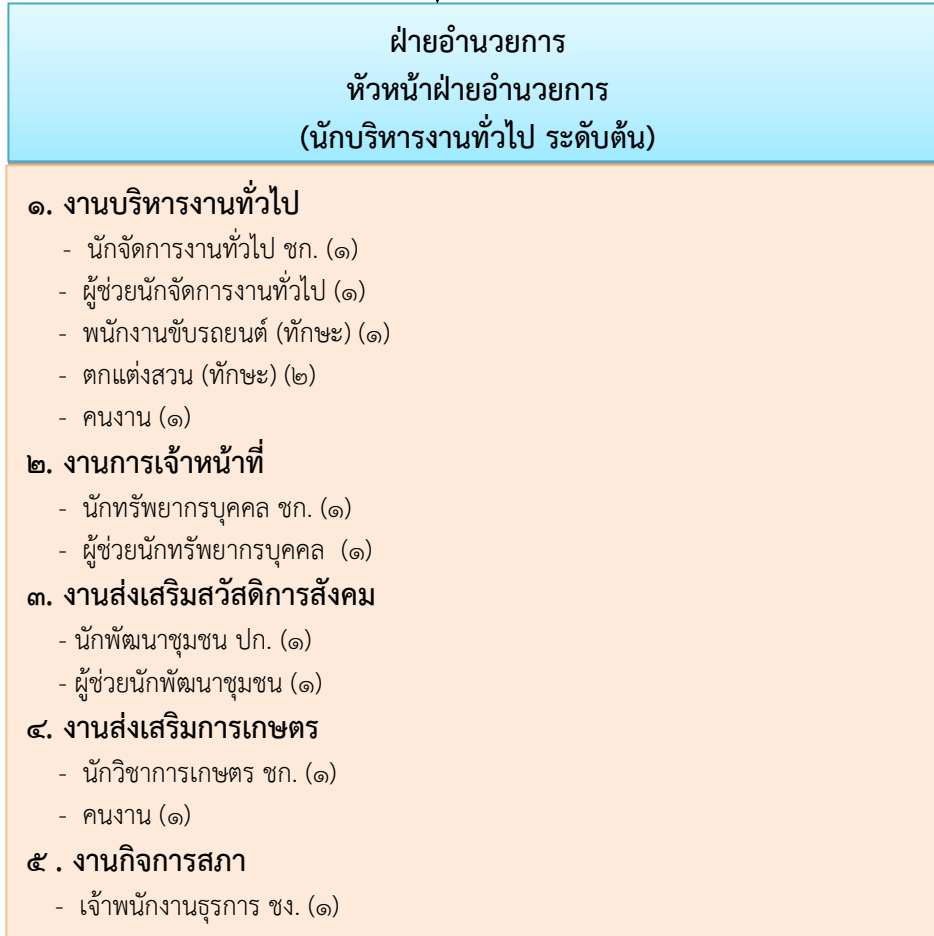 ฝ่ายอำนวยการ
หัวหน้าฝ่ายอำนวยการ
(นักบริหารงานทั่วไป ระดับต้น)
๑. งานบริหารงานทั่วไป
- นักจัดการงานทั่วไป ชก. (๑)
- ผู้ช่วยนักจัดการงานทั่วไป (๑)
- พนักงานขับรถยนต์ (ทักษะ) (๑)
- ตกแต่งสวน (ทักษะ) (๒)
- คนงาน (๑)
๒. งานการเจ้าหน้าที่
- นักทรัพยากรบุคคล ชก. (๑)
- ผู้ช่วยนักทรัพยากรบุคคล (๑)
๓. งานส่งเสริมสวัสดิการสังคม
- นักพัฒนาชุมชน ปก. (๑)
- ผู้ช่วยนักพัฒนาชุมชน (๑)
๔. งานส่งเสริมการเกษตร
- นักวิชาการเกษตร ชก. (๑)
- คนงาน (๑)
๕ . งานกิจการสภา
- เจ้าพนักงานธุรการ ชง. (๑)